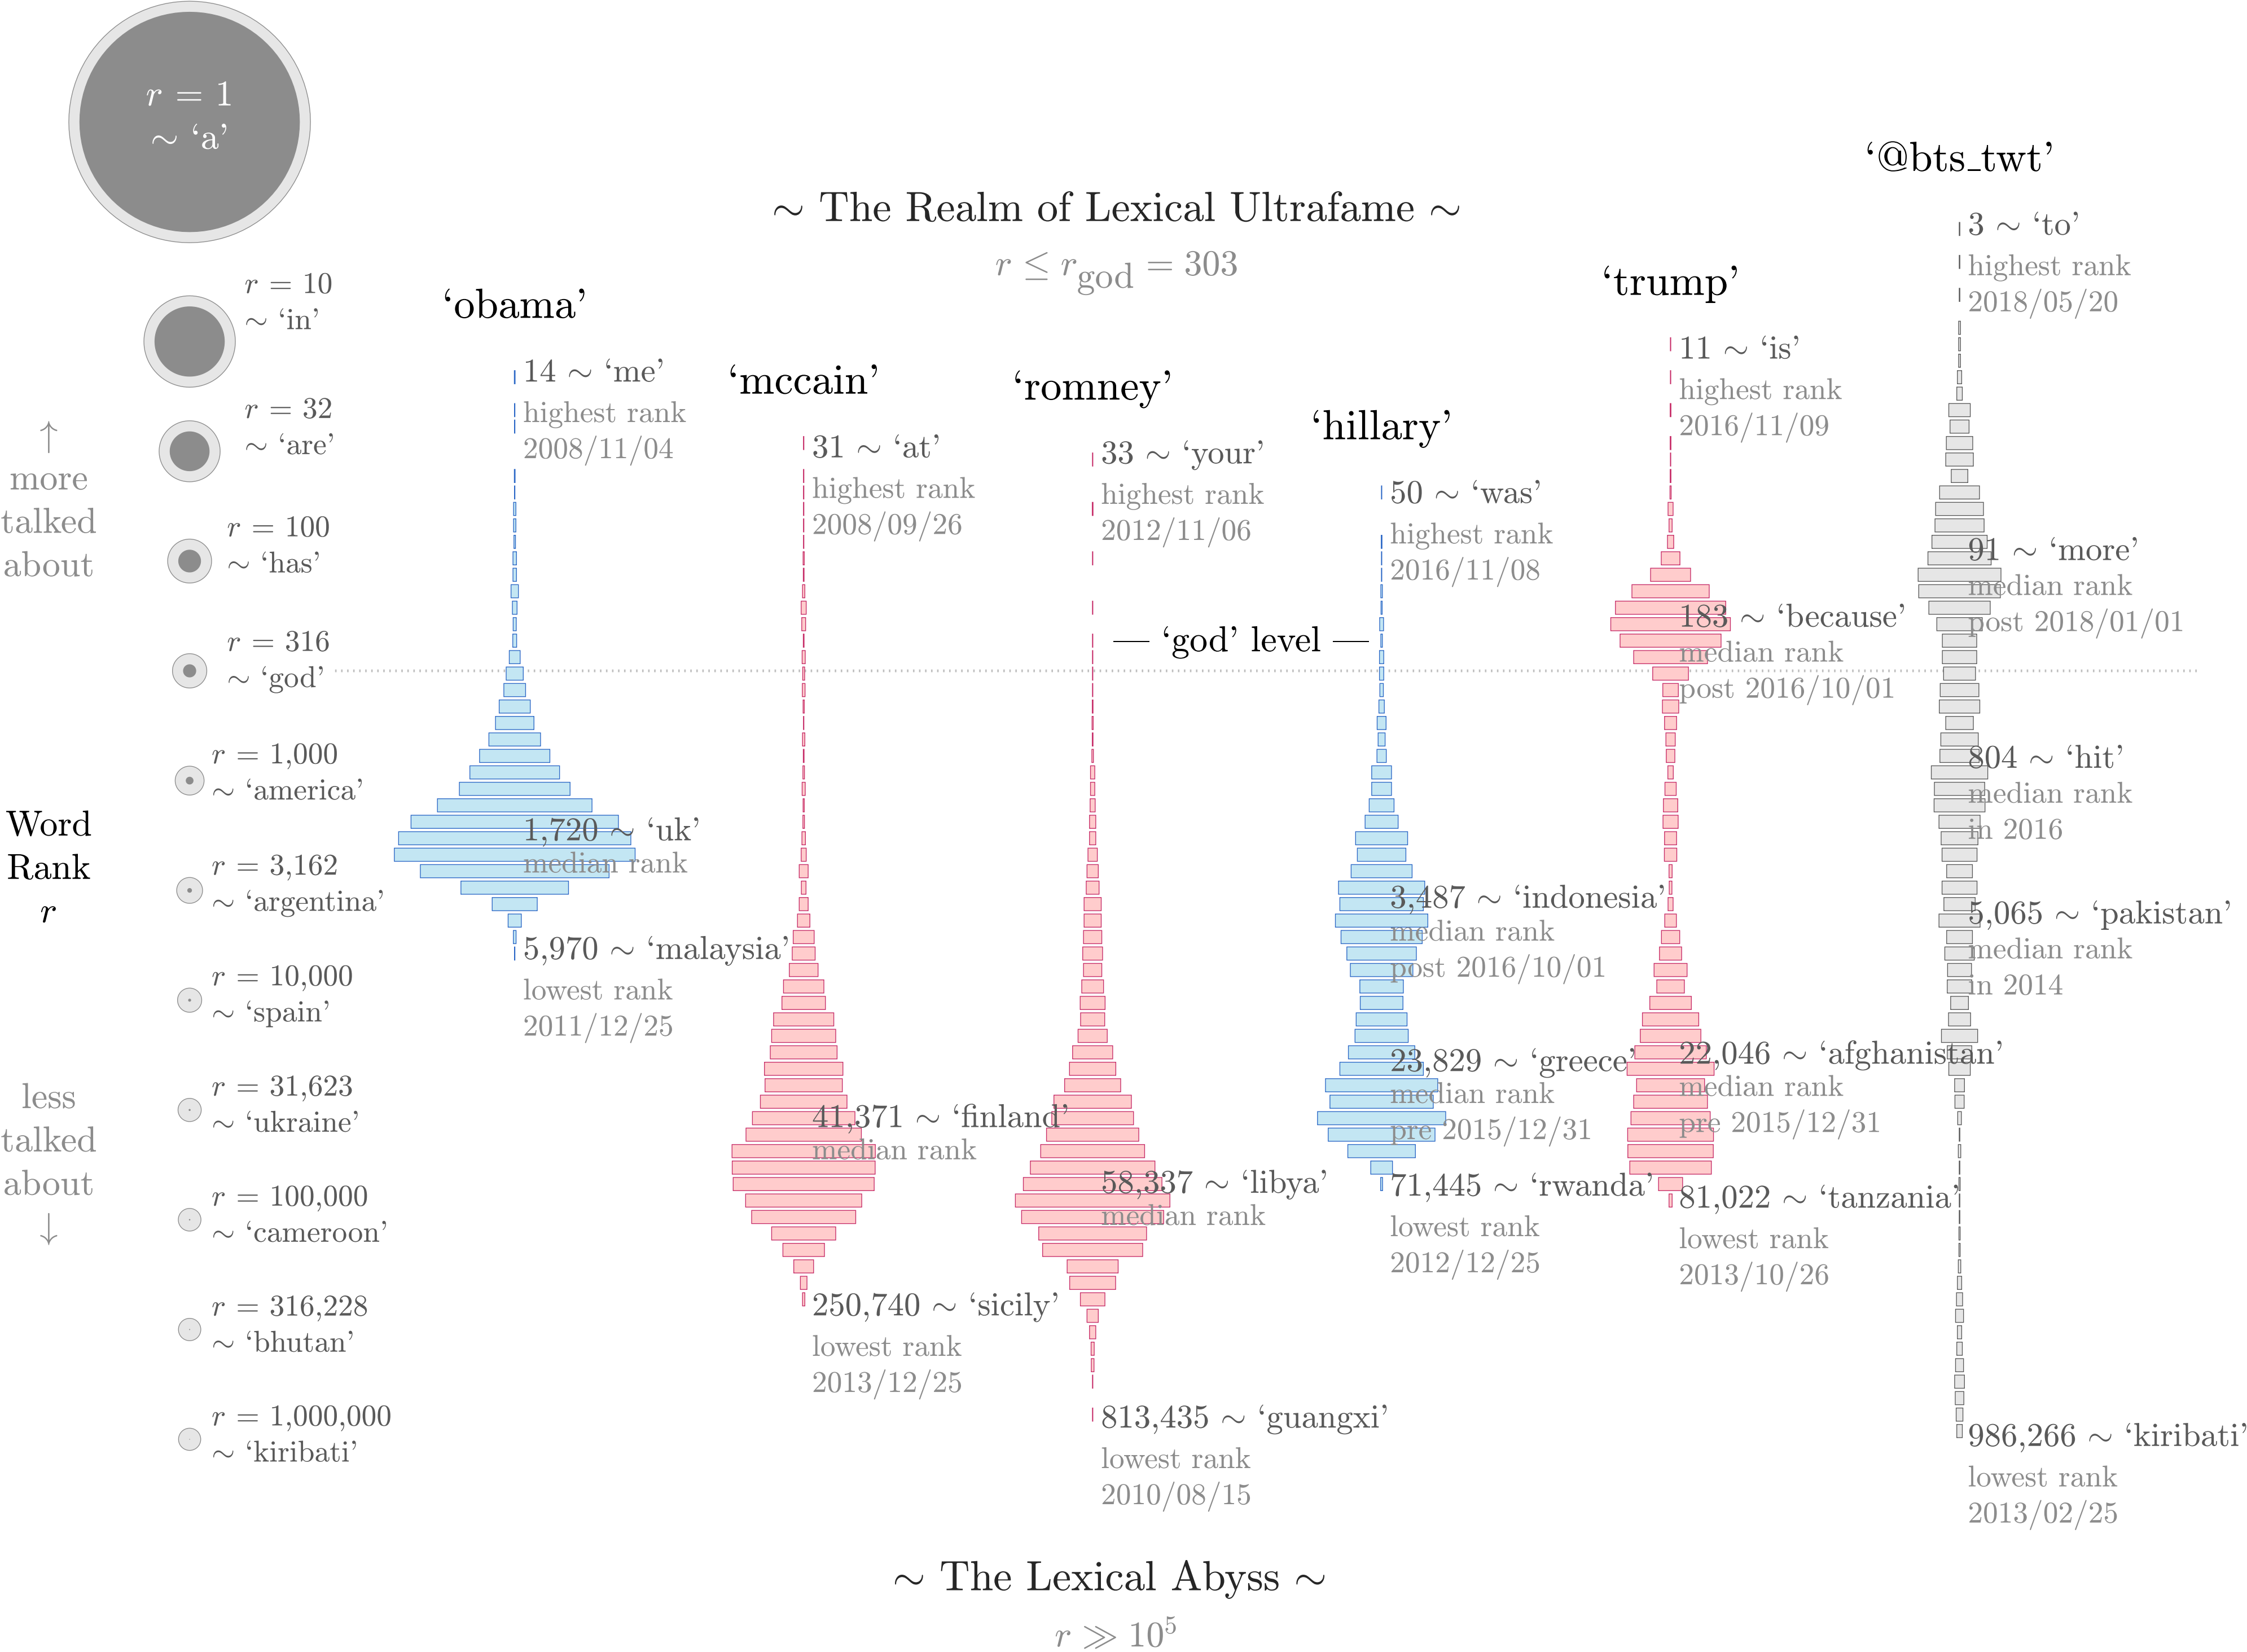 r = 1
∼ ‘a’
r = 10
∼ ‘in’
r = 32
∼ ‘are’
r = 100
∼ ‘has’
r = 316
∼ ‘god’
r = 1,000
∼ ‘america’
r = 3,162
∼ ‘argentina’
r = 10,000
∼ ‘spain’
r = 31,623
∼ ‘ukraine’
r = 100,000
∼ ‘cameroon’
r = 316,228
∼ ‘bhutan’
r = 1,000,000
∼ ‘kiribati’
↑
more
talked
about
Word
Rank
r
less
talked
about
↓
∼ The Realm of Lexical Ultrafame ∼
r ≤ r_god = 303
‘obama’
14 ∼ ‘me’
highest rank
2008/11/04
1,720 ∼ ‘uk’
median rank
5,970 ∼ ‘malaysia’
lowest rank
2011/12/25
‘mccain’
31 ∼ ‘at’
highest rank
2008/09/26
41,371 ∼ ‘finland’
median rank
250,740 ∼ ‘sicily’
lowest rank
2013/12/25
‘romney’
33 ∼ ‘your’
highest rank
2012/11/06
— ‘god’ level —
58,337 ∼ ‘libya’
median rank
813,435 ∼ ‘guangxi’
lowest rank
2010/08/15
‘hillary’
50 ∼ ‘was’
highest rank
2016/11/08
3,487 ∼ ‘indonesia’
median rank
post 2016/10/01
23,829 ∼ ‘greece’
median rank
pre 2015/12/31
71,445 ∼ ‘rwanda’
lowest rank
2012/12/25
‘trump’
11 ∼ ‘is’
highest rank
2016/11/09
183 ∼ ‘because’
median rank
post 2016/10/01
22,046 ∼ ‘afghanistan’
median rank
pre 2015/12/31
81,022 ∼ ‘tanzania’
lowest rank
2013/10/26
‘@bts_twt’
3 ∼ ‘to’
highest rank
2018/05/20
91 ∼ ‘more’
median rank
post 2018/01/01
804 ∼ ‘hit’
median rank
in 2016
5,065 ∼ ‘pakistan’
median rank
in 2014
986,266 ∼ ‘kiribati’
lowest rank
2013/02/25
∼ The Lexical Abyss ∼
r ≫ 10⁵